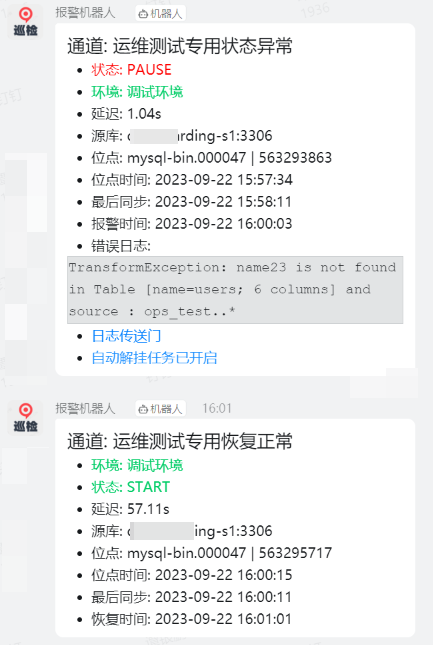 报警机器人 机器人
巡检
通道: 运维测试专用状态异常
状态: PAUSE
环境: 调试环境
延迟: 1.04s
源库: rding-s1:3306
位点: mysql-bin.000047 | 563293863
位点时间: 2023-09-22 15:57:34
最后同步: 2023-09-22 15:58:11
报警时间: 2023-09-22 16:00:03
错误日志:
TransformException: name23 is not found
in Table [name=users; 6 columns] and
source : ops_test..*
日志传送门
自动解挂任务已开启
报警机器人 机器人 16:01
巡检
通道: 运维测试专用恢复正常
环境: 调试环境
状态: START
延迟: 57.11s
源库: ing-s1:3306
位点: mysql-bin.000047 | 563295717
位点时间: 2023-09-22 16:00:15
最后同步: 2023-09-22 16:00:11
恢复时间: 2023-09-22 16:01:01